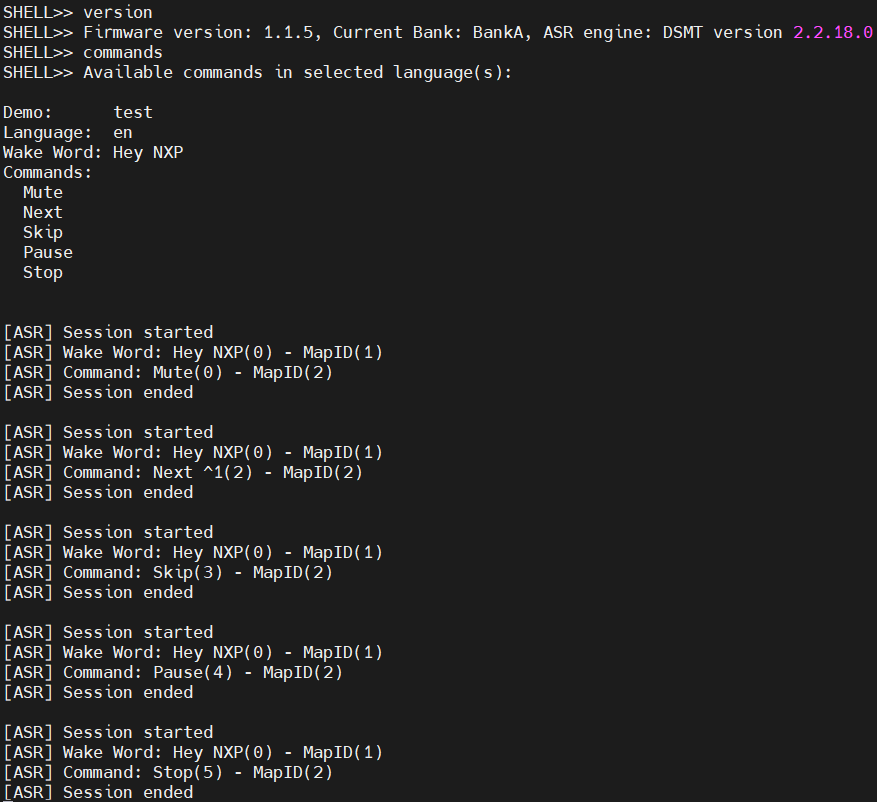 SHELL>> version
SHELL>> Firmware version: 1.1.5, Current Bank: BankA, ASR engine: DSMT version 2.2.18.0
SHELL>> commands
SHELL>> Available commands in selected language(s):
Demo:      test
Language:  en
Wake Word: Hey NXP
Commands:
  Mute
  Next
  Skip
  Pause
  Stop
[ASR] Session started
[ASR] Wake Word: Hey NXP(0) - MapID(1)
[ASR] Command: Mute(0) - MapID(2)
[ASR] Session ended
[ASR] Session started
[ASR] Wake Word: Hey NXP(0) - MapID(1)
[ASR] Command: Next ^1(2) - MapID(2)
[ASR] Session ended
[ASR] Session started
[ASR] Wake Word: Hey NXP(0) - MapID(1)
[ASR] Command: Skip(3) - MapID(2)
[ASR] Session ended
[ASR] Session started
[ASR] Wake Word: Hey NXP(0) - MapID(1)
[ASR] Command: Pause(4) - MapID(2)
[ASR] Session ended
[ASR] Session started
[ASR] Wake Word: Hey NXP(0) - MapID(1)
[ASR] Command: Stop(5) - MapID(2)
[ASR] Session ended